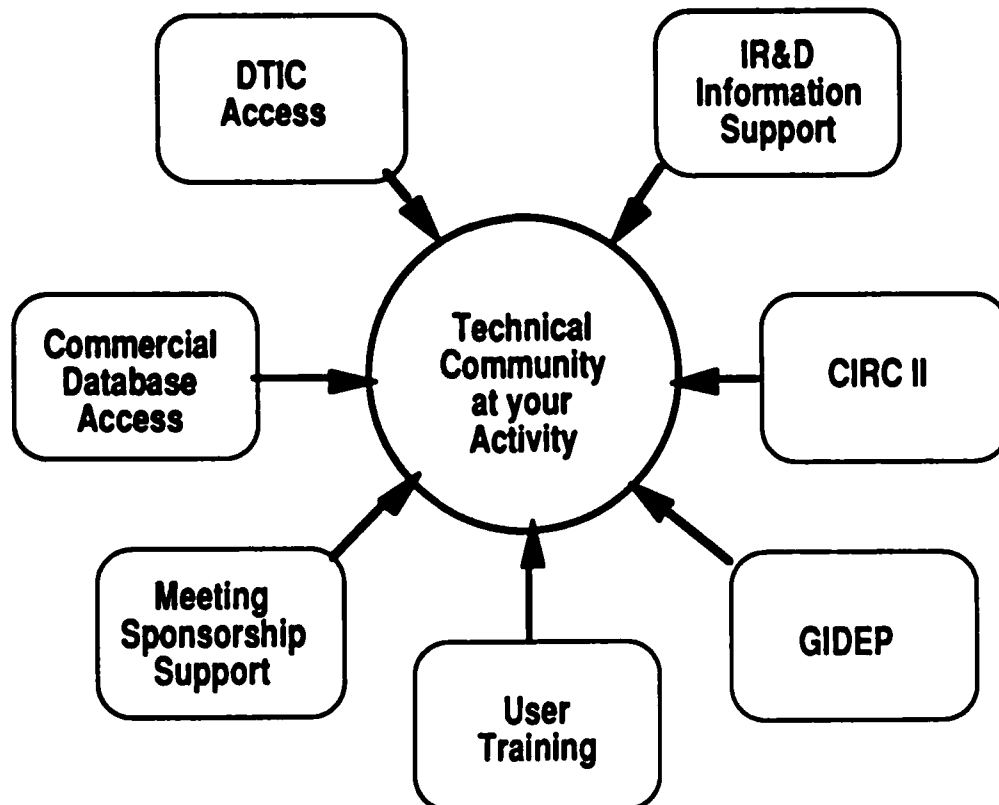 DTIC
Access
IR&D
Information
Support
Commercial
Database
Access
Technical
Community
at your
Activity
CIRC II
Meeting
Sponsorship
Support
User
Training
GIDEP